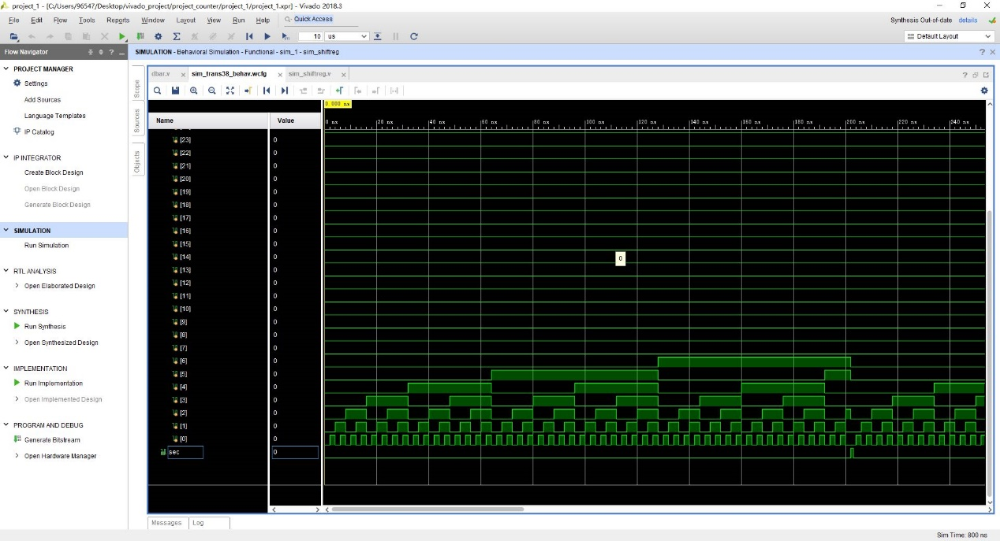 project_1 - [C:/Users/96547/Desktop/vivado_project/project_counter/project_1/project_1.xpr] - Vivado 2018.3
File Edit Flow Tools Reports Window Layout View Run Help Quick Access
Synthesis Out-of-date details
10 us Default Layout
Flow Navigator
SIMULATION - Behavioral Simulation - Functional - sim_1 - sim_shiftreg
PROJECT MANAGER
Settings
Add Sources
Language Templates
IP Catalog
IP INTEGRATOR
Create Block Design
Open Block Design
Generate Block Design
SIMULATION
Run Simulation
RTL ANALYSIS
Open Elaborated Design
SYNTHESIS
Run Synthesis
Open Synthesized Design
IMPLEMENTATION
Run Implementation
Open Implemented Design
PROGRAM AND DEBUG
Generate Bitstream
Open Hardware Manager
Scope
Sources
Objects
dbar.v sim_trans38_behav.wcfg sim_shiftreg.v
0.000 ns
Name Value
0 ns 20 ns 40 ns 60 ns 80 ns 100 ns 120 ns 140 ns 160 ns 180 ns 200 ns 220 ns 240 ns
[23] 0
[22] 0
[21] 0
[20] 0
[19] 0
[18] 0
[17] 0
[16] 0
[15] 0
[14] 0
0
[13] 0
[12] 0
[11] 0
[10] 0
[9] 0
[8] 0
[7] 0
[6] 0
[5] 0
[4] 0
[3] 0
[2] 0
[1] 0
[0] 0
sec 0
Messages Log
Sim Time: 800 ns